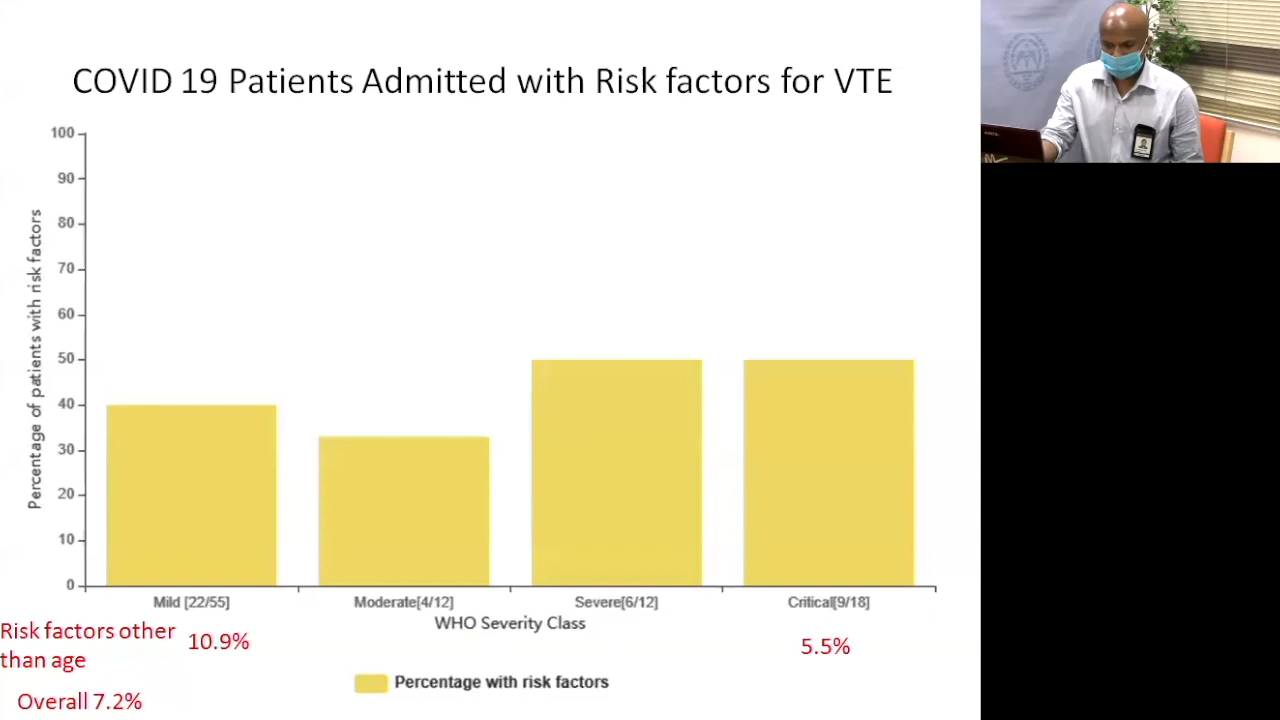 COVID 19 Patients Admitted with Risk factors for VTE
Percentage of patients with risk factors
100
90
80
70
60
50
40
30
20
10
0
Mild [22/55]
Moderate[4/12]
Severe[6/12]
Critical[9/18]
WHO Severity Class
Risk factors other
than age
10.9%
5.5%
Overall 7.2%
Percentage with risk factors